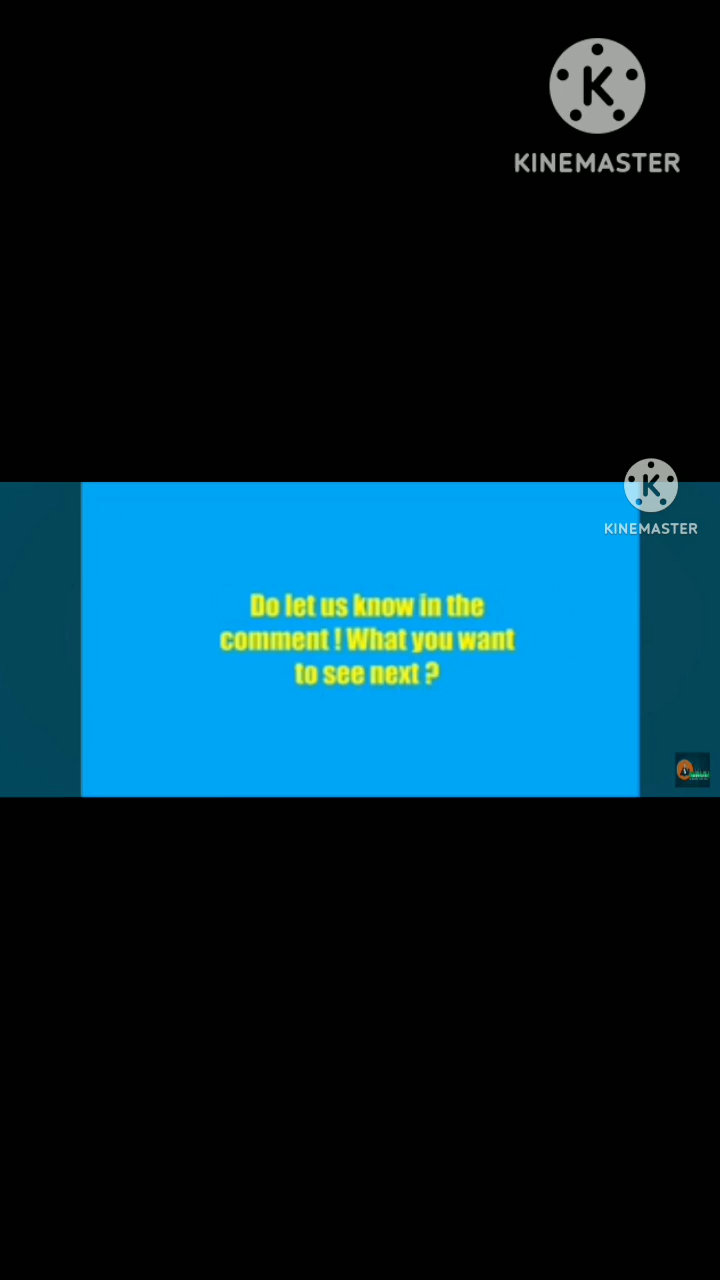 KINEMASTER
KINEMASTER
Do let us know in the
comment ! What you want
to see next ?